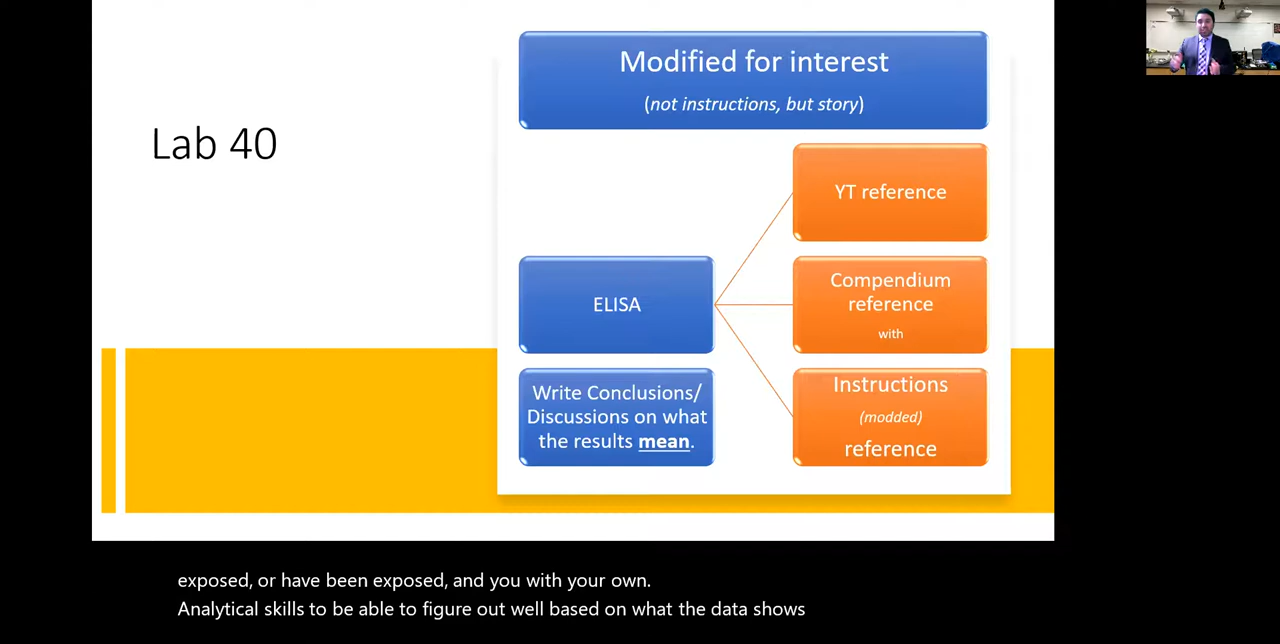 Modified for interest
(not instructions, but story)
Lab 40
YT reference
ELISA
Compendium
reference
with
Write Conclusions/
Discussions on what
the results mean.
Instructions
(modded)
reference
exposed, or have been exposed, and you with your own.
Analytical skills to be able to figure out well based on what the data shows